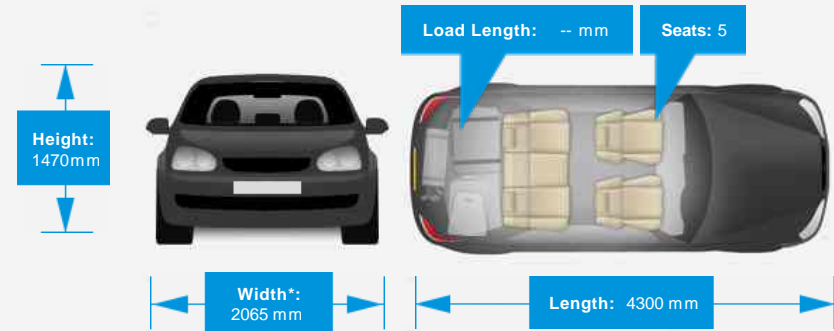 Load Length: -- mm
Seats: 5
Height:
1470mm
Width*:
2065 mm
Length: 4300 mm